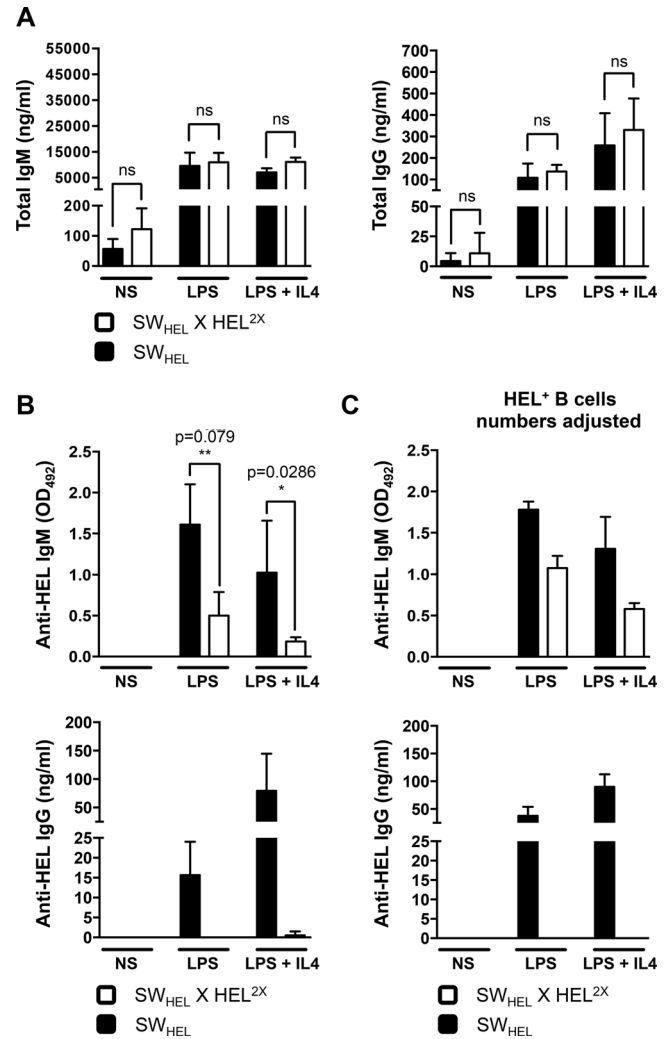 A
Total IgM (ng/ml)
55000
45000
35000
25000
15000
5000
200
100
0
ns
ns
ns
NS
LPS
LPS + IL4
Total IgG (ng/ml)
700
600
500
400
300
200
100
50
25
0
ns
ns
ns
NS
LPS
LPS + IL4
SWHEL X HEL2X
SWHEL
B
Anti-HEL IgM (OD492)
2.5
2.0
1.5
1.0
0.5
0.0
p=0.079
**
p=0.0286
*
NS
LPS
LPS + IL4
Anti-HEL IgG (ng/ml)
200
150
100
50
25
20
15
10
5
0
NS
LPS
LPS + IL4
SWHEL X HEL2X
SWHEL
C
HEL+ B cells
numbers adjusted
Anti-HEL IgM (OD492)
2.5
2.0
1.5
1.0
0.5
0.0
NS
LPS
LPS + IL4
Anti-HEL IgG (ng/ml)
200
150
100
50
25
20
15
10
5
0
NS
LPS
LPS + IL4
SWHEL X HEL2X
SWHEL